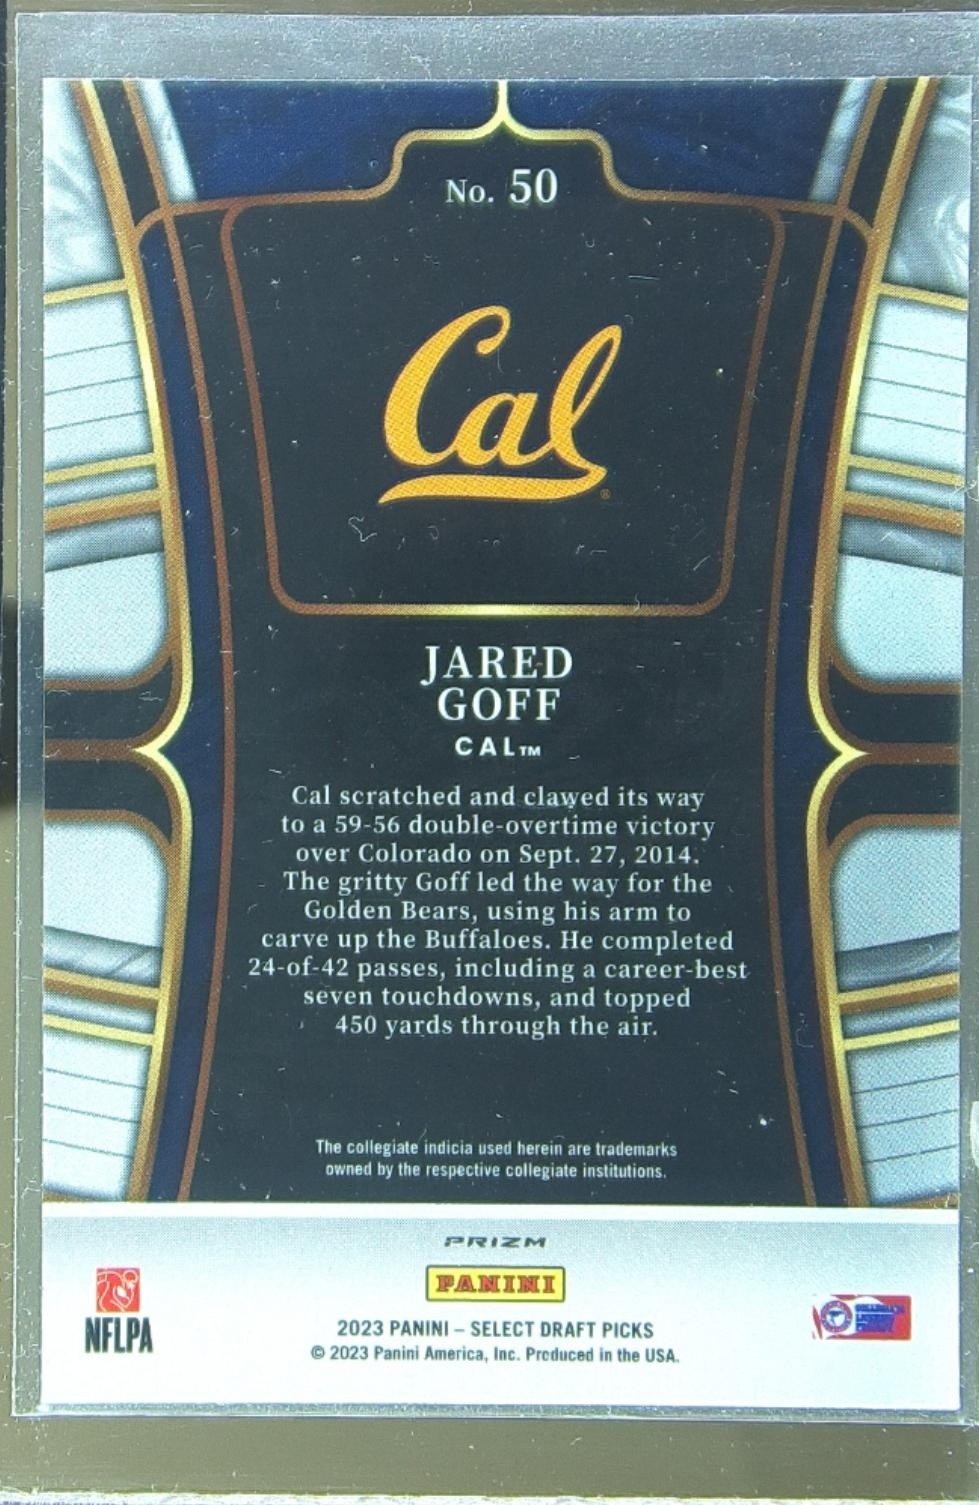 No. 50
Cal®
JARED
GOFF
CAL™
Cal scratched and clawed its way
to a 59-56 double-overtime victory
over Colorado on Sept. 27, 2014.
The gritty Goff led the way for the
Golden Bears, using his arm to
carve up the Buffaloes. He completed
24-of-42 passes, including a career-best
seven touchdowns, and topped
450 yards through the air.
The collegiate indicia used herein are trademarks
owned by the respective collegiate institutions.
PRIZM
PANINI
NFLPA
2023 PANINI – SELECT DRAFT PICKS
© 2023 Panini America, Inc. Produced in the USA.